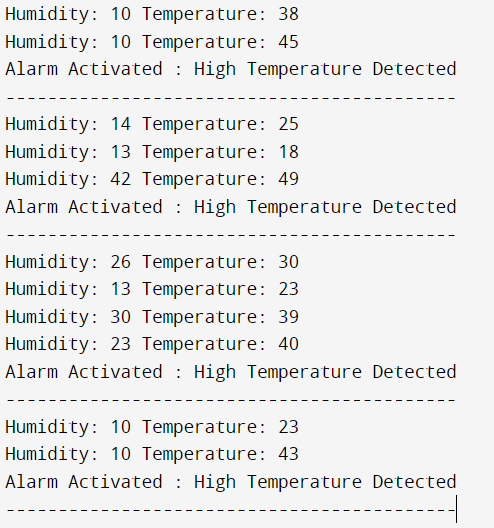 Humidity: 10 Temperature: 38
Humidity: 10 Temperature: 45
Alarm Activated : High Temperature Detected
-------------------------------------------
Humidity: 14 Temperature: 25
Humidity: 13 Temperature: 18
Humidity: 42 Temperature: 49
Alarm Activated : High Temperature Detected
-------------------------------------------
Humidity: 26 Temperature: 30
Humidity: 13 Temperature: 23
Humidity: 30 Temperature: 39
Humidity: 23 Temperature: 40
Alarm Activated : High Temperature Detected
-------------------------------------------
Humidity: 10 Temperature: 23
Humidity: 10 Temperature: 43
Alarm Activated : High Temperature Detected
-------------------------------------------